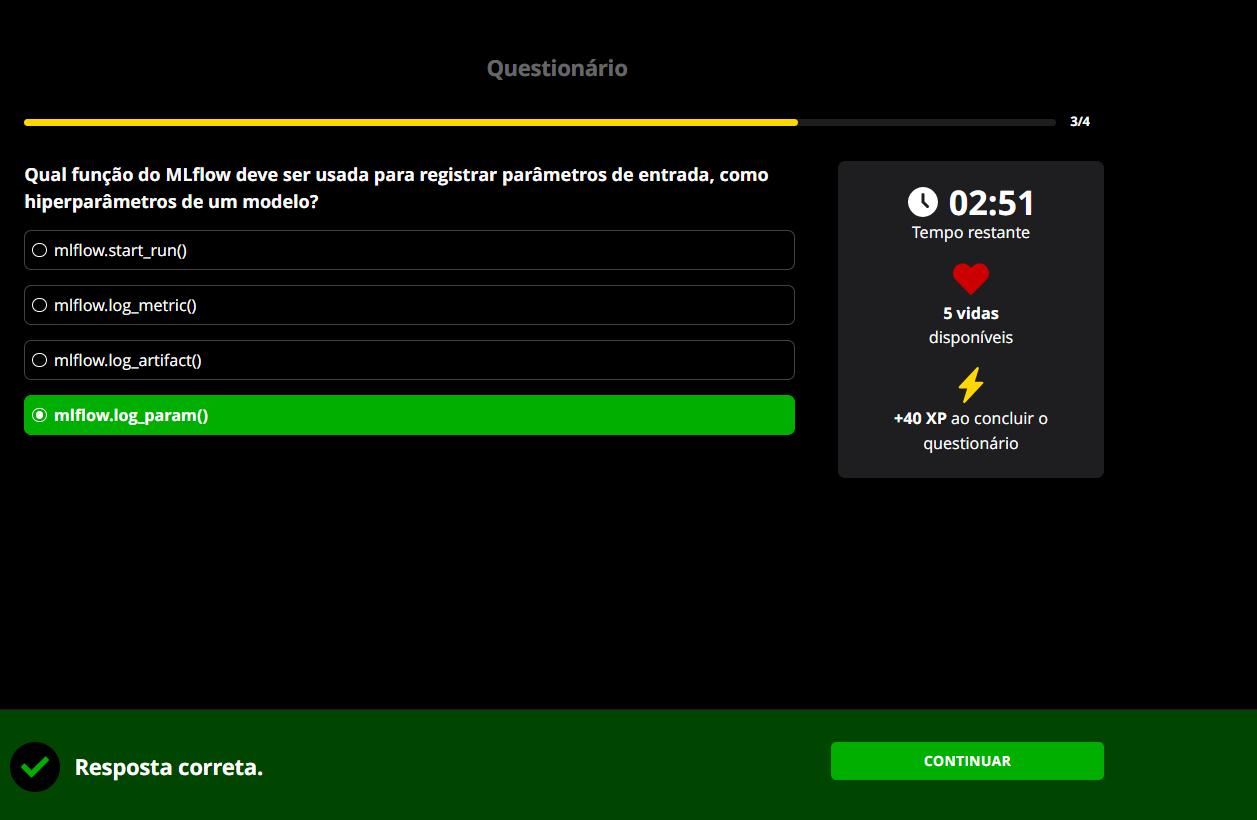 Questionário
3/4
Qual função do MLflow deve ser usada para registrar parâmetros de entrada, como
hiperparâmetros de um modelo?
mlflow.start_run()
mlflow.log_metric()
mlflow.log_artifact()
mlflow.log_param()
02:51
Tempo restante
5 vidas
disponíveis
+40 XP ao concluir o
questionário
Resposta correta.
CONTINUAR